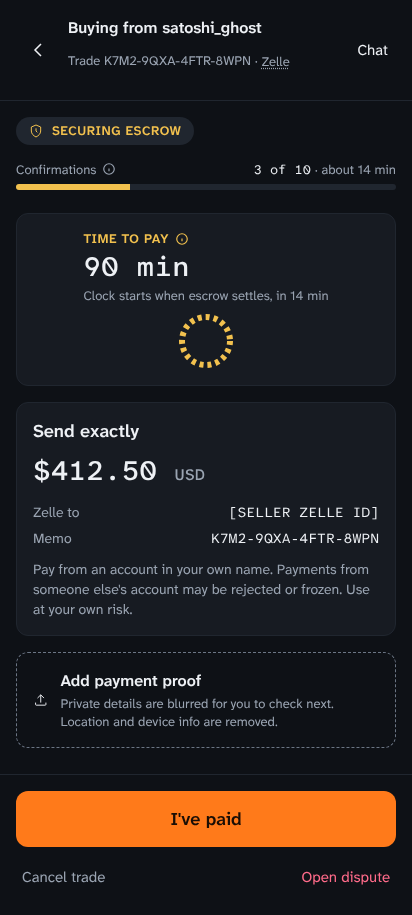 Buying from satoshi_ghost
Trade K7M2-9QXA-4FTR-8WPN · Zelle
Chat
SECURING ESCROW
Confirmations
3 of 10 · about 14 min
TIME TO PAY
90 min
Clock starts when escrow settles, in 14 min
Send exactly
$412.50 USD
Zelle to
[SELLER ZELLE ID]
Memo
K7M2-9QXA-4FTR-8WPN
Pay from an account in your own name. Payments from
someone else's account may be rejected or frozen. Use
at your own risk.
Add payment proof
Private details are blurred for you to check next.
Location and device info are removed.
I've paid
Cancel trade
Open dispute